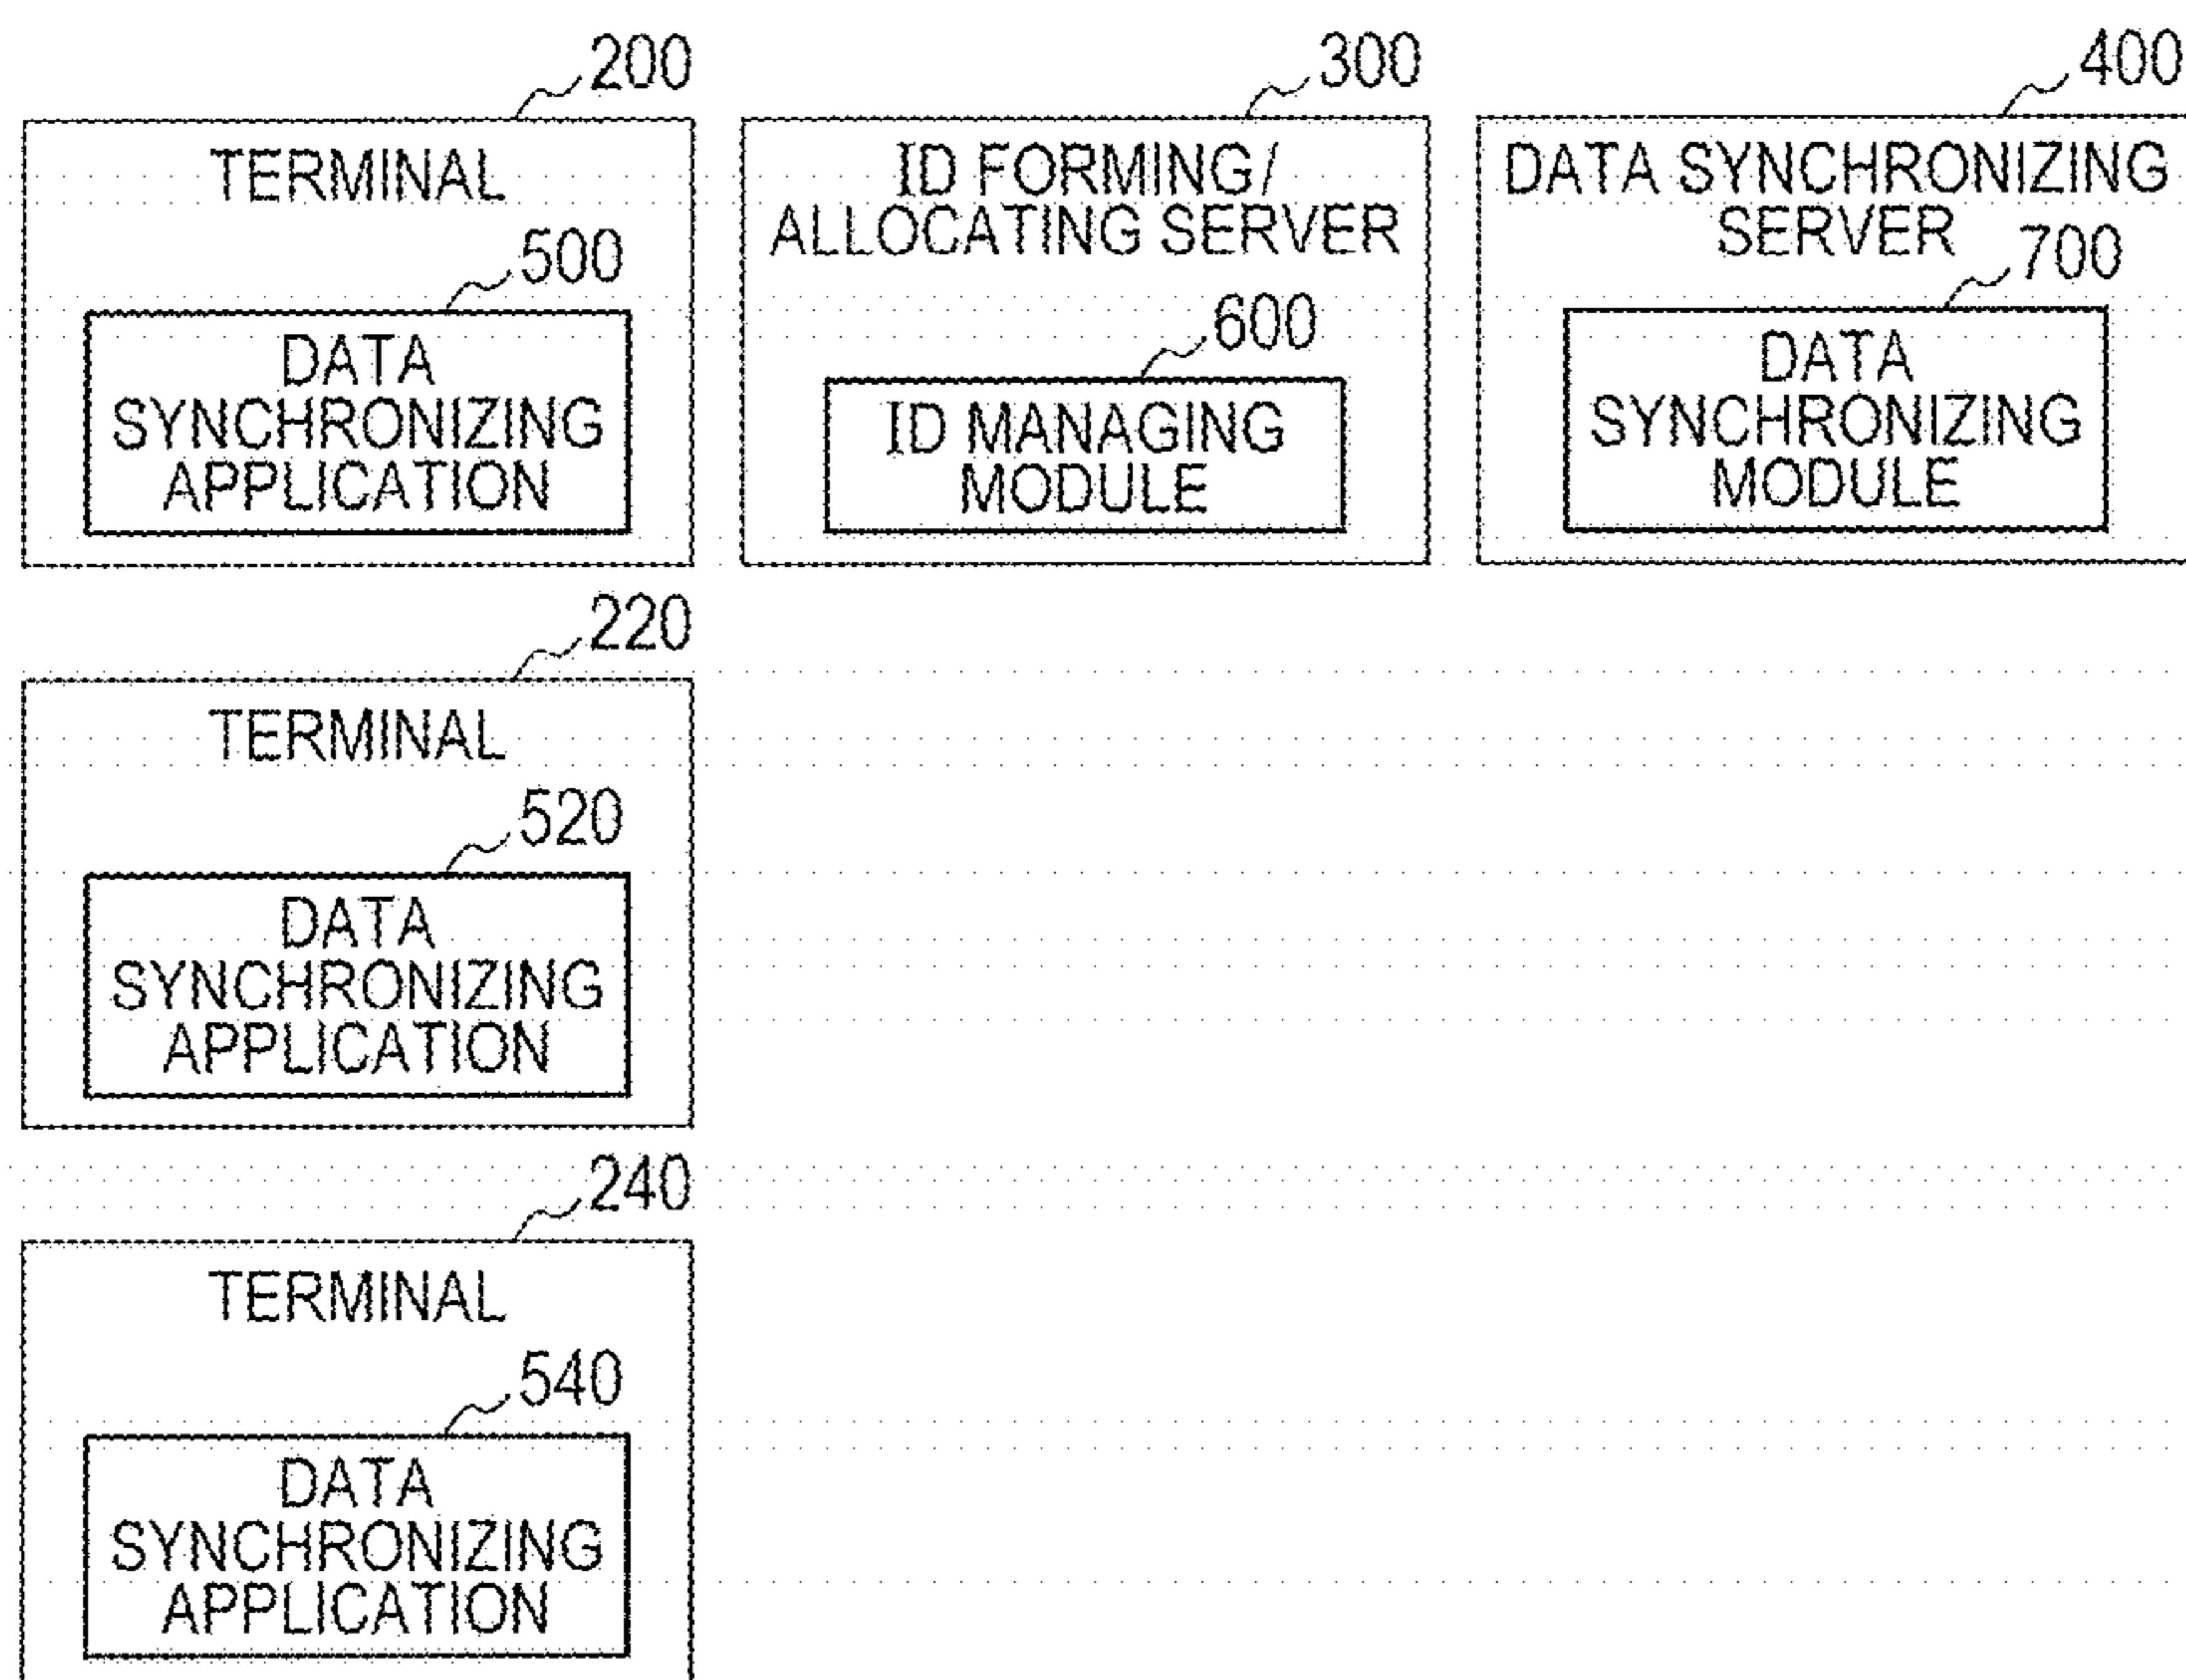 200
TERMINAL
500
DATA
SYNCHRONIZING
APPLICATION
300
ID FORMING/
ALLOCATING SERVER
600
ID MANAGING
MODULE
400
DATA SYNCHRONIZING
SERVER
700
DATA
SYNCHRONIZING
MODULE
220
TERMINAL
520
DATA
SYNCHRONIZING
APPLICATION
240
TERMINAL
540
DATA
SYNCHRONIZING
APPLICATION